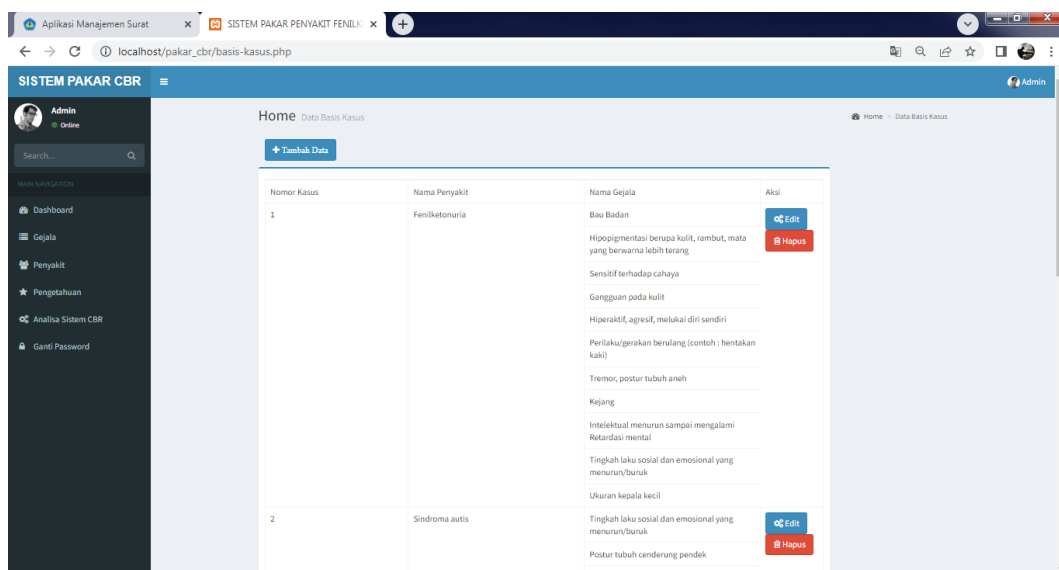 Aplikasi Manajemen Surat
SISTEM PAKAR PENYAKIT FENILK
localhost/pakar_cbr/basis-kasus.php
SISTEM PAKAR CBR
Admin
Admin
Online
Search...
MAIN NAVIGATION
Dashboard
Gejala
Penyakit
Pengetahuan
Analisa Sistem CBR
Ganti Password
Home Data Basis Kasus
Home > Data Basis Kasus
Tambah Data
Nomor Kasus Nama Penyakit Nama Gejala Aksi
1 Fenilketonuria Bau Badan Edit
Hapus
Hipopigmentasi berupa kulit, rambut, mata
yang berwarna lebih terang
Sensitif terhadap cahaya
Gangguan pada kulit
Hiperaktif, agresif, melukai diri sendiri
Perilaku/gerakan berulang (contoh : hentakan
kaki)
Tremor, postur tubuh aneh
Kejang
Intelektual menurun sampai mengalami
Retardasi mental
Tingkah laku sosial dan emosional yang
menurun/buruk
Ukuran kepala kecil
2 Sindroma autis Tingkah laku sosial dan emosional yang Edit
menurun/buruk
Hapus
Postur tubuh cenderung pendek